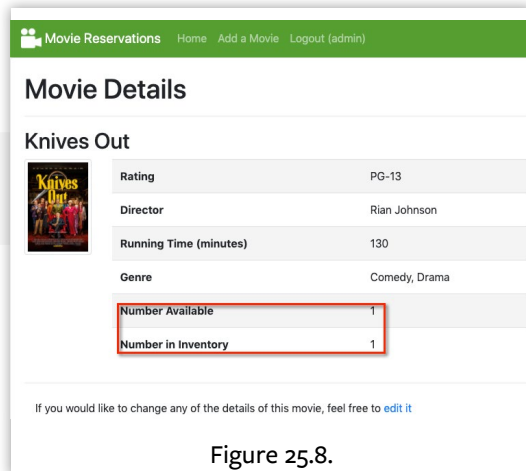 Movie Reservations Home Add a Movie Logout (admin)
Movie Details
Knives Out
Knives
Out
Rating PG-13
Director Rian Johnson
Running Time (minutes) 130
Genre Comedy, Drama
Number Available 1
Number in Inventory 1
If you would like to change any of the details of this movie, feel free to edit it
Figure 25.8.